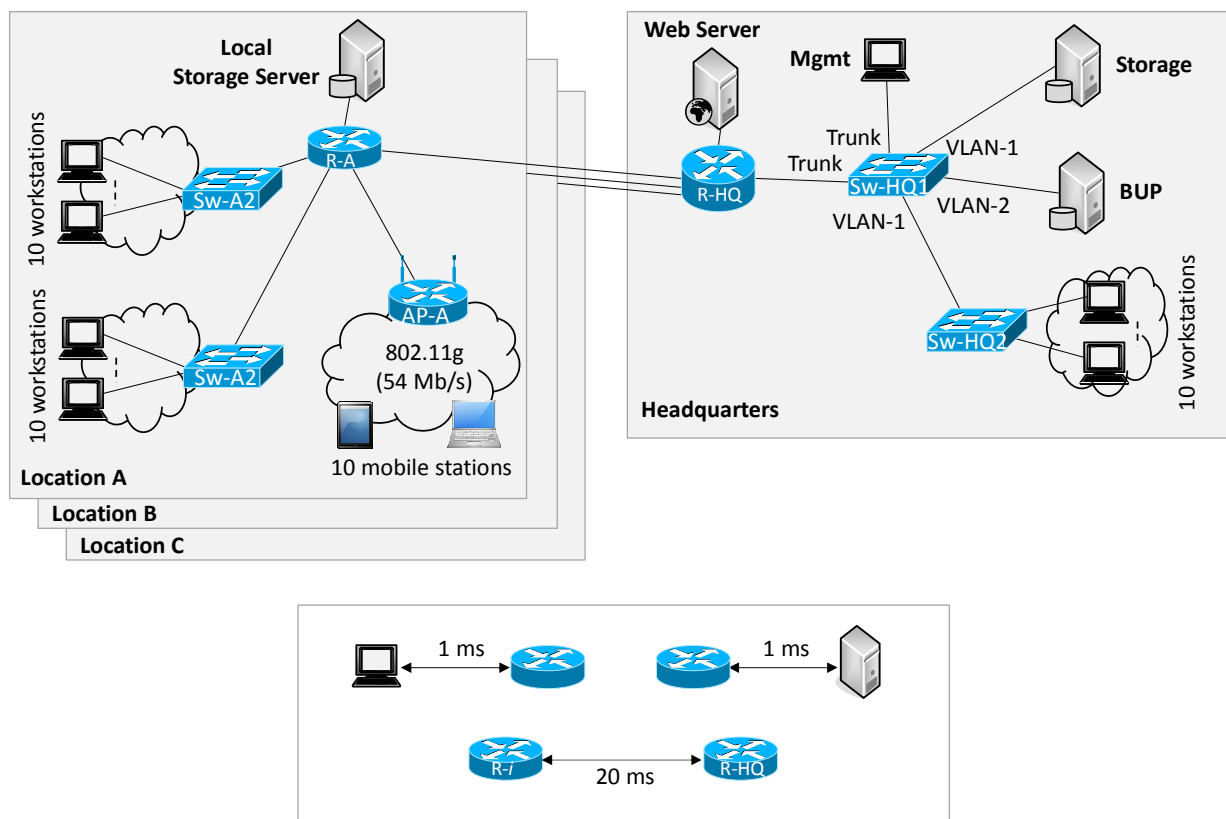 Local
Storage Server
R-A
10 workstations
Sw-A2
10 workstations
Sw-A2
AP-A
802.11g
(54 Mb/s)
10 mobile stations
Location A
Location B
Location C
Web Server
Mgmt
Storage
Trunk
Trunk
VLAN-1
R-HQ
Sw-HQ1
VLAN-2
BUP
VLAN-1
Sw-HQ2
10 workstations
Headquarters
1 ms
1 ms
R-i
20 ms
R-HQ